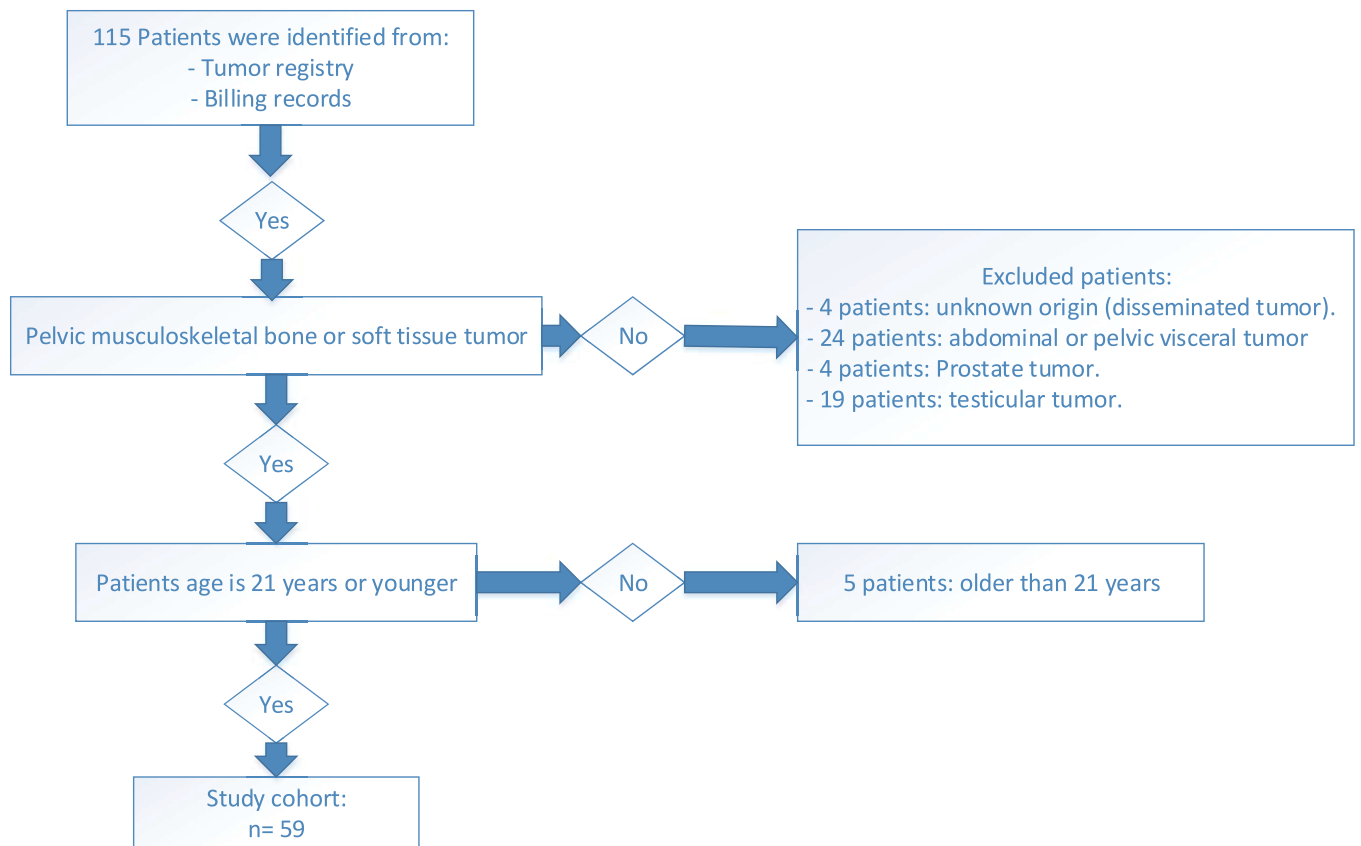 115 Patients were identified from:
- Tumor registry
- Billing records
Yes
Pelvic musculoskeletal bone or soft tissue tumor
No
Excluded patients:
- 4 patients: unknown origin (disseminated tumor).
- 24 patients: abdominal or pelvic visceral tumor
- 4 patients: Prostate tumor.
- 19 patients: testicular tumor.
Yes
Patients age is 21 years or younger
No
5 patients: older than 21 years
Yes
Study cohort:
n= 59